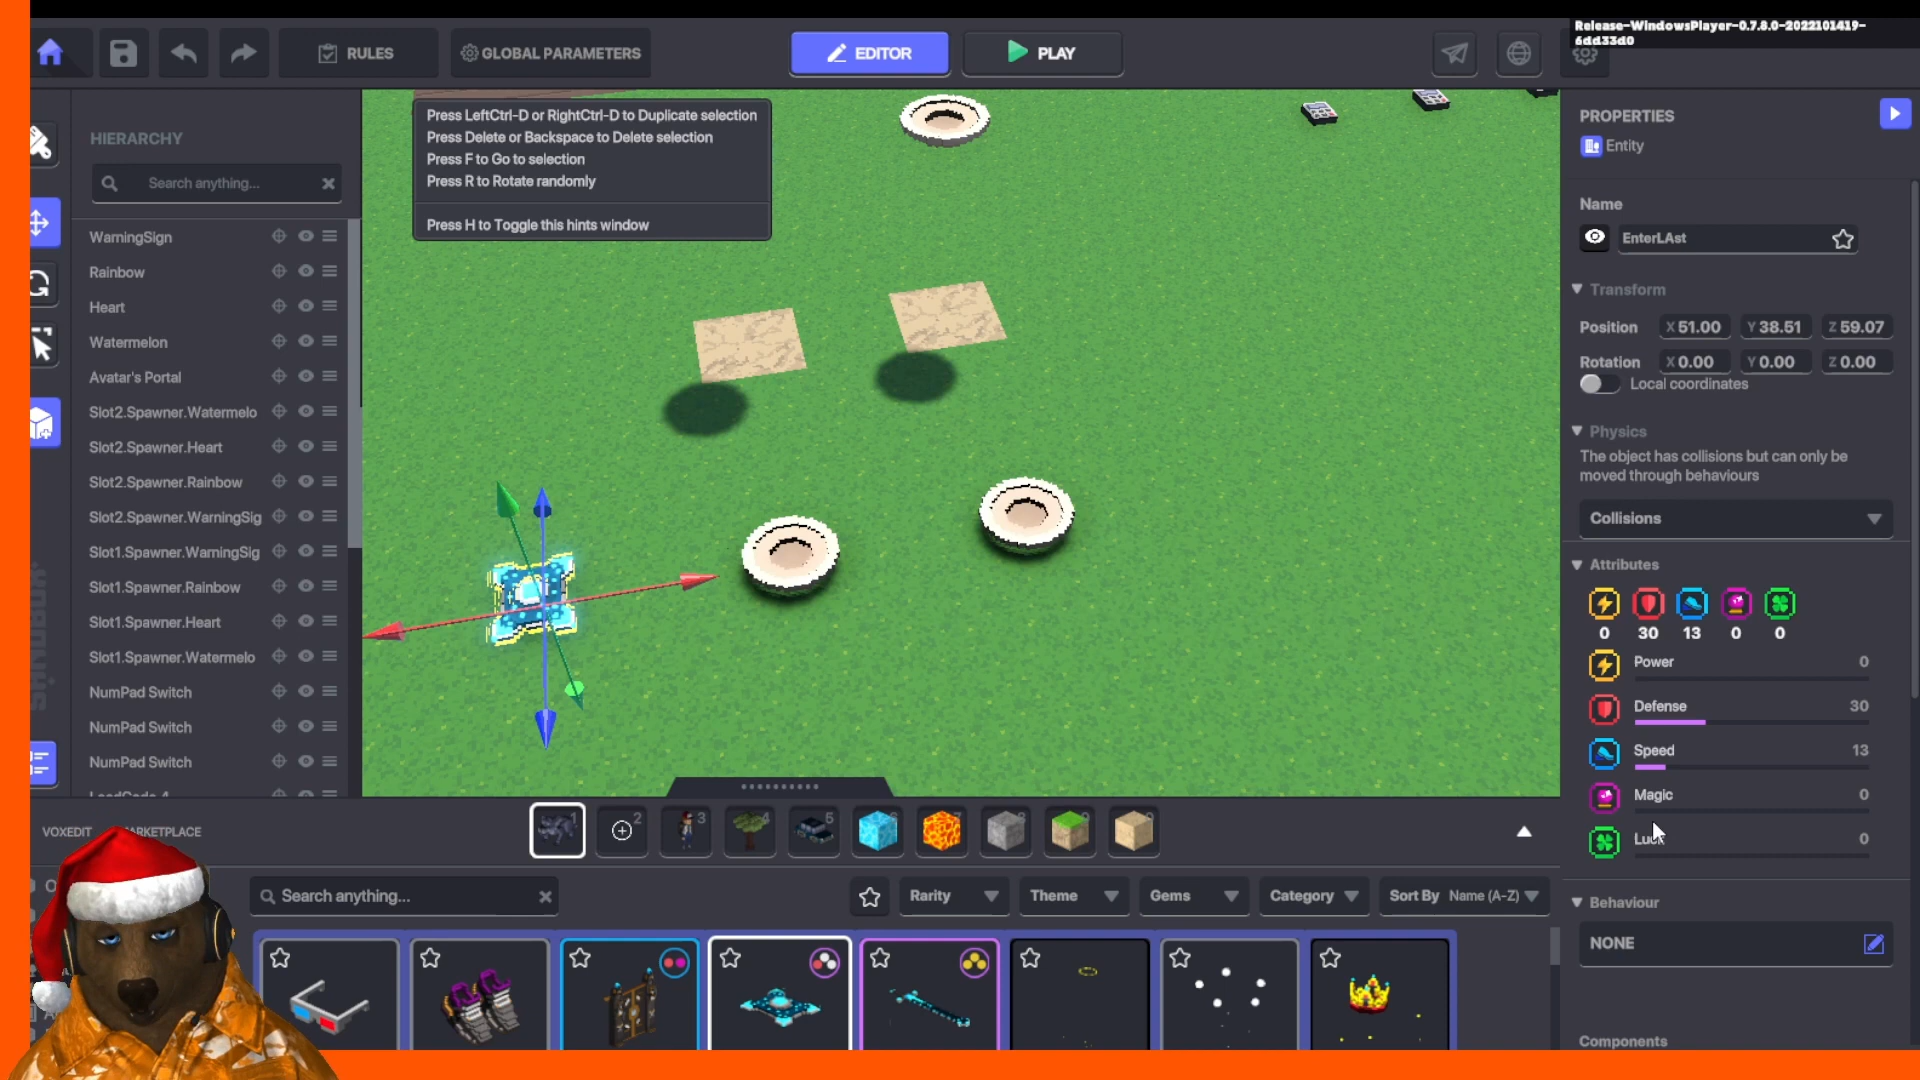 Release-WindowsPlayer-0.7.8.0-2022101419-
6dd33d0
RULES
GLOBAL PARAMETERS
EDITOR
PLAY
HIERARCHY
Search anything...
WarningSign
Rainbow
Heart
Watermelon
Avatar's Portal
Slot2.Spawner.Watermelo
Slot2.Spawner.Heart
Slot2.Spawner.Rainbow
Slot2.Spawner.WarningSig
Slot1.Spawner.WarningSig
Slot1.Spawner.Rainbow
Slot1.Spawner.Heart
Slot1.Spawner.Watermelo
NumPad Switch
NumPad Switch
NumPad Switch
Press LeftCtrl-D or RightCtrl-D to Duplicate selection
Press Delete or Backspace to Delete selection
Press F to Go to selection
Press R to Rotate randomly
Press H to Toggle this hints window
PROPERTIES
Entity
Name
EnterLAst
Transform
Position X 51.00 Y 38.51 Z 59.07
Rotation X 0.00 Y 0.00 Z 0.00
Local coordinates
Physics
The object has collisions but can only be
moved through behaviours
Collisions
Attributes
0 30 13 0 0
Power 0
Defense 30
Speed 13
Magic 0
Luck 0
Behaviour
NONE
Components
VOXEDIT
1 2 3 4 5
Search anything...
Rarity Theme Gems Category Sort By Name (A-Z)